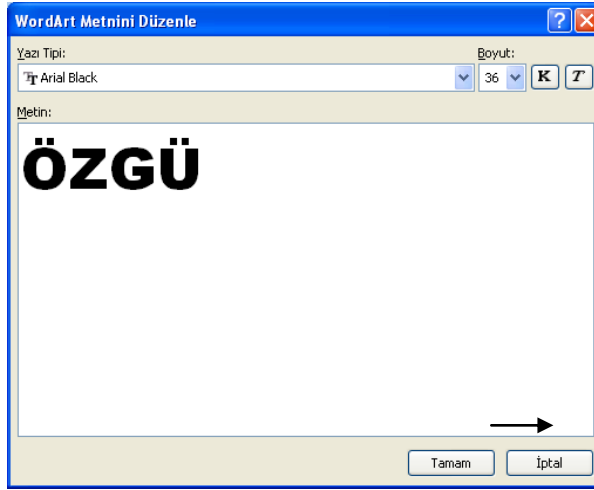 WordArt Metnini Düzenle
Yazı Tipi: Boyut:
Arial Black 36 K T
Metin:
ÖZGÜ
Tamam İptal